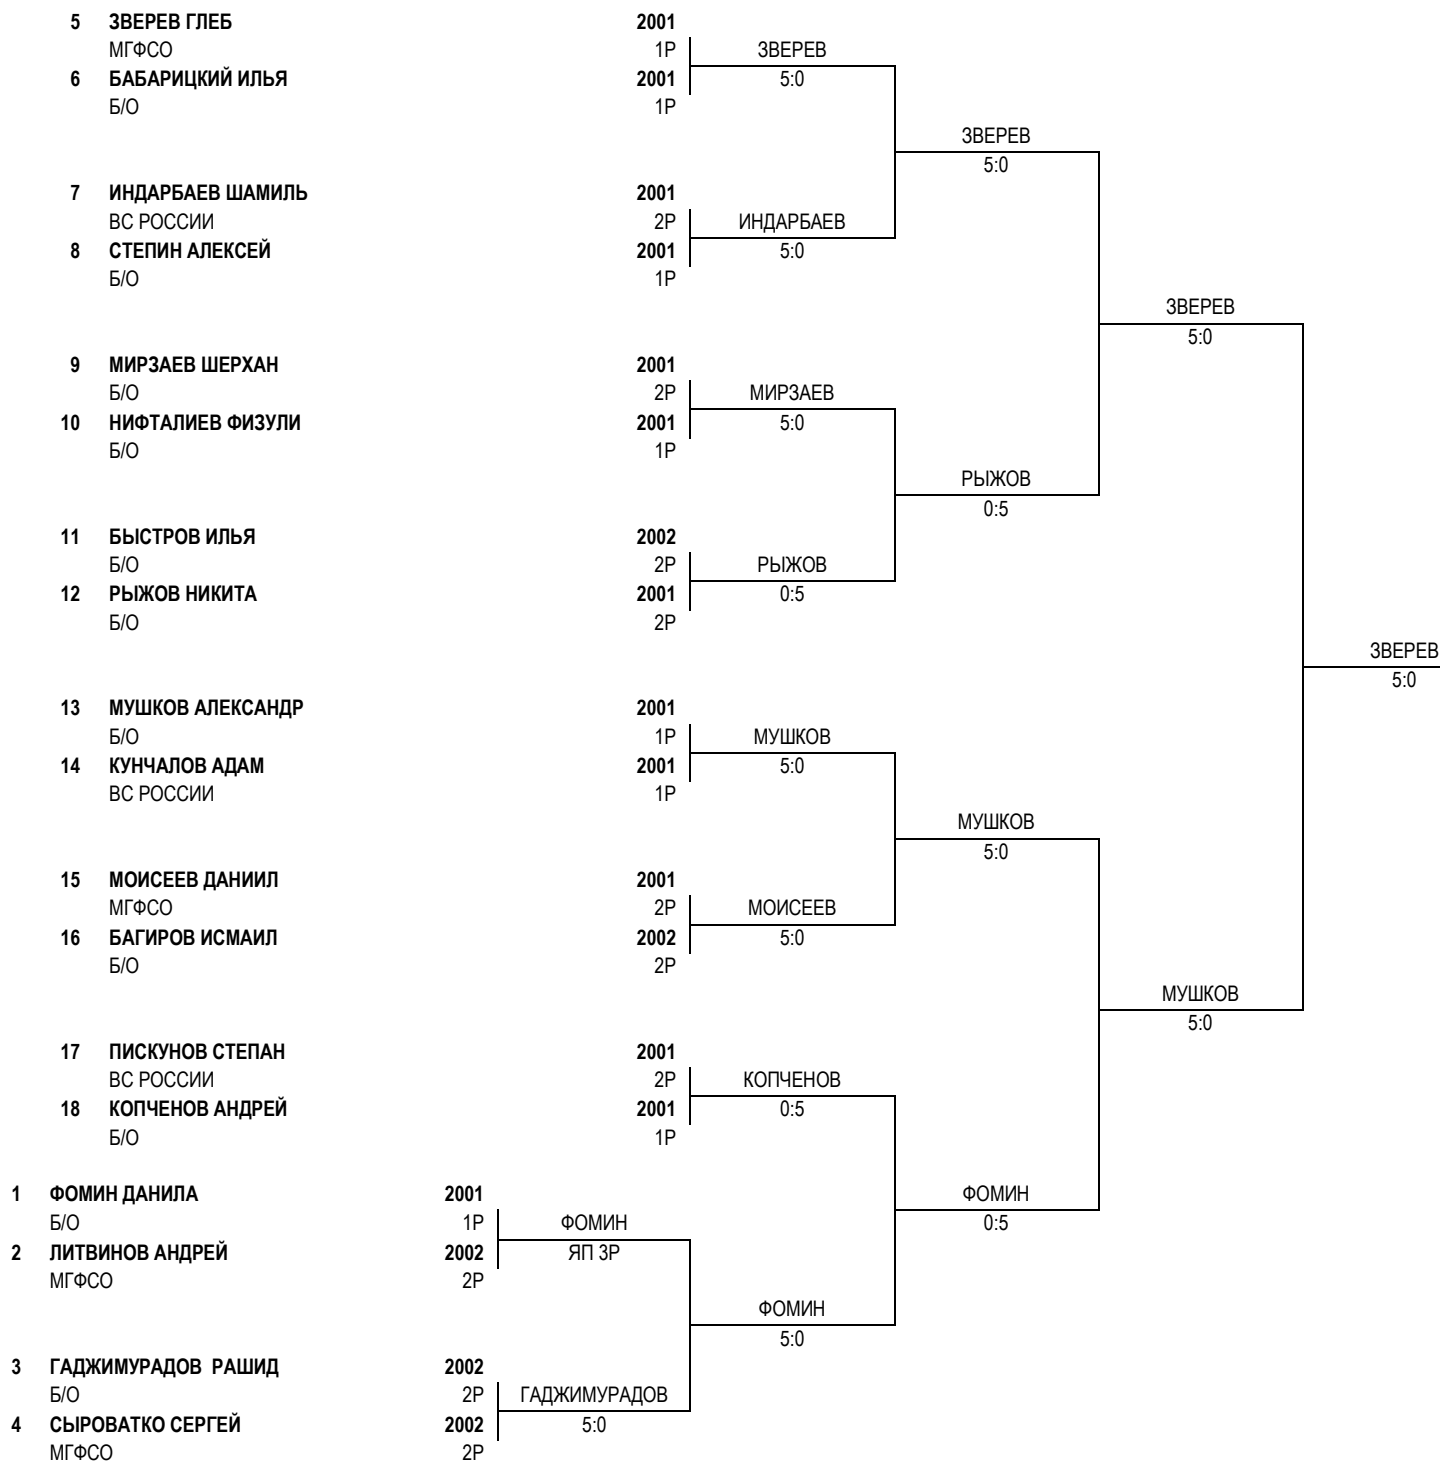 5 ЗВЕРЕВ ГЛЕБ 2001
МГФСО 1Р ЗВЕРЕВ
6 БАБАРИЦКИЙ ИЛЬЯ 2001 5:0
Б/О 1Р
ЗВЕРЕВ
5:0
7 ИНДАРБАЕВ ШАМИЛЬ 2001
ВС РОССИИ 2Р ИНДАРБАЕВ
8 СТЕПИН АЛЕКСЕЙ 2001 5:0
Б/О 1Р
ЗВЕРЕВ
5:0
9 МИРЗАЕВ ШЕРХАН 2001
Б/О 2Р МИРЗАЕВ
10 НИФТАЛИЕВ ФИЗУЛИ 2001 5:0
Б/О 1Р
РЫЖОВ
0:5
11 БЫСТРОВ ИЛЬЯ 2002
Б/О 2Р РЫЖОВ
12 РЫЖОВ НИКИТА 2001 0:5
Б/О 2Р
ЗВЕРЕВ
5:0
13 МУШКОВ АЛЕКСАНДР 2001
Б/О 1Р МУШКОВ
14 КУНЧАЛОВ АДАМ 2001 5:0
ВС РОССИИ 1Р
МУШКОВ
5:0
15 МОИСЕЕВ ДАНИИЛ 2001
МГФСО 2Р МОИСЕЕВ
16 БАГИРОВ ИСМАИЛ 2002 5:0
Б/О 2Р
МУШКОВ
5:0
17 ПИСКУНОВ СТЕПАН 2001
ВС РОССИИ 2Р КОПЧЕНОВ
18 КОПЧЕНОВ АНДРЕЙ 2001 0:5
Б/О 1Р
1 ФОМИН ДАНИЛА 2001 ФОМИН
Б/О 1Р ФОМИН 0:5
2 ЛИТВИНОВ АНДРЕЙ 2002 ЯП 3Р
МГФСО 2Р
ФОМИН
5:0
3 ГАДЖИМУРАДОВ РАШИД 2002
Б/О 2Р ГАДЖИМУРАДОВ
4 СЫРОВАТКО СЕРГЕЙ 2002 5:0
МГФСО 2Р